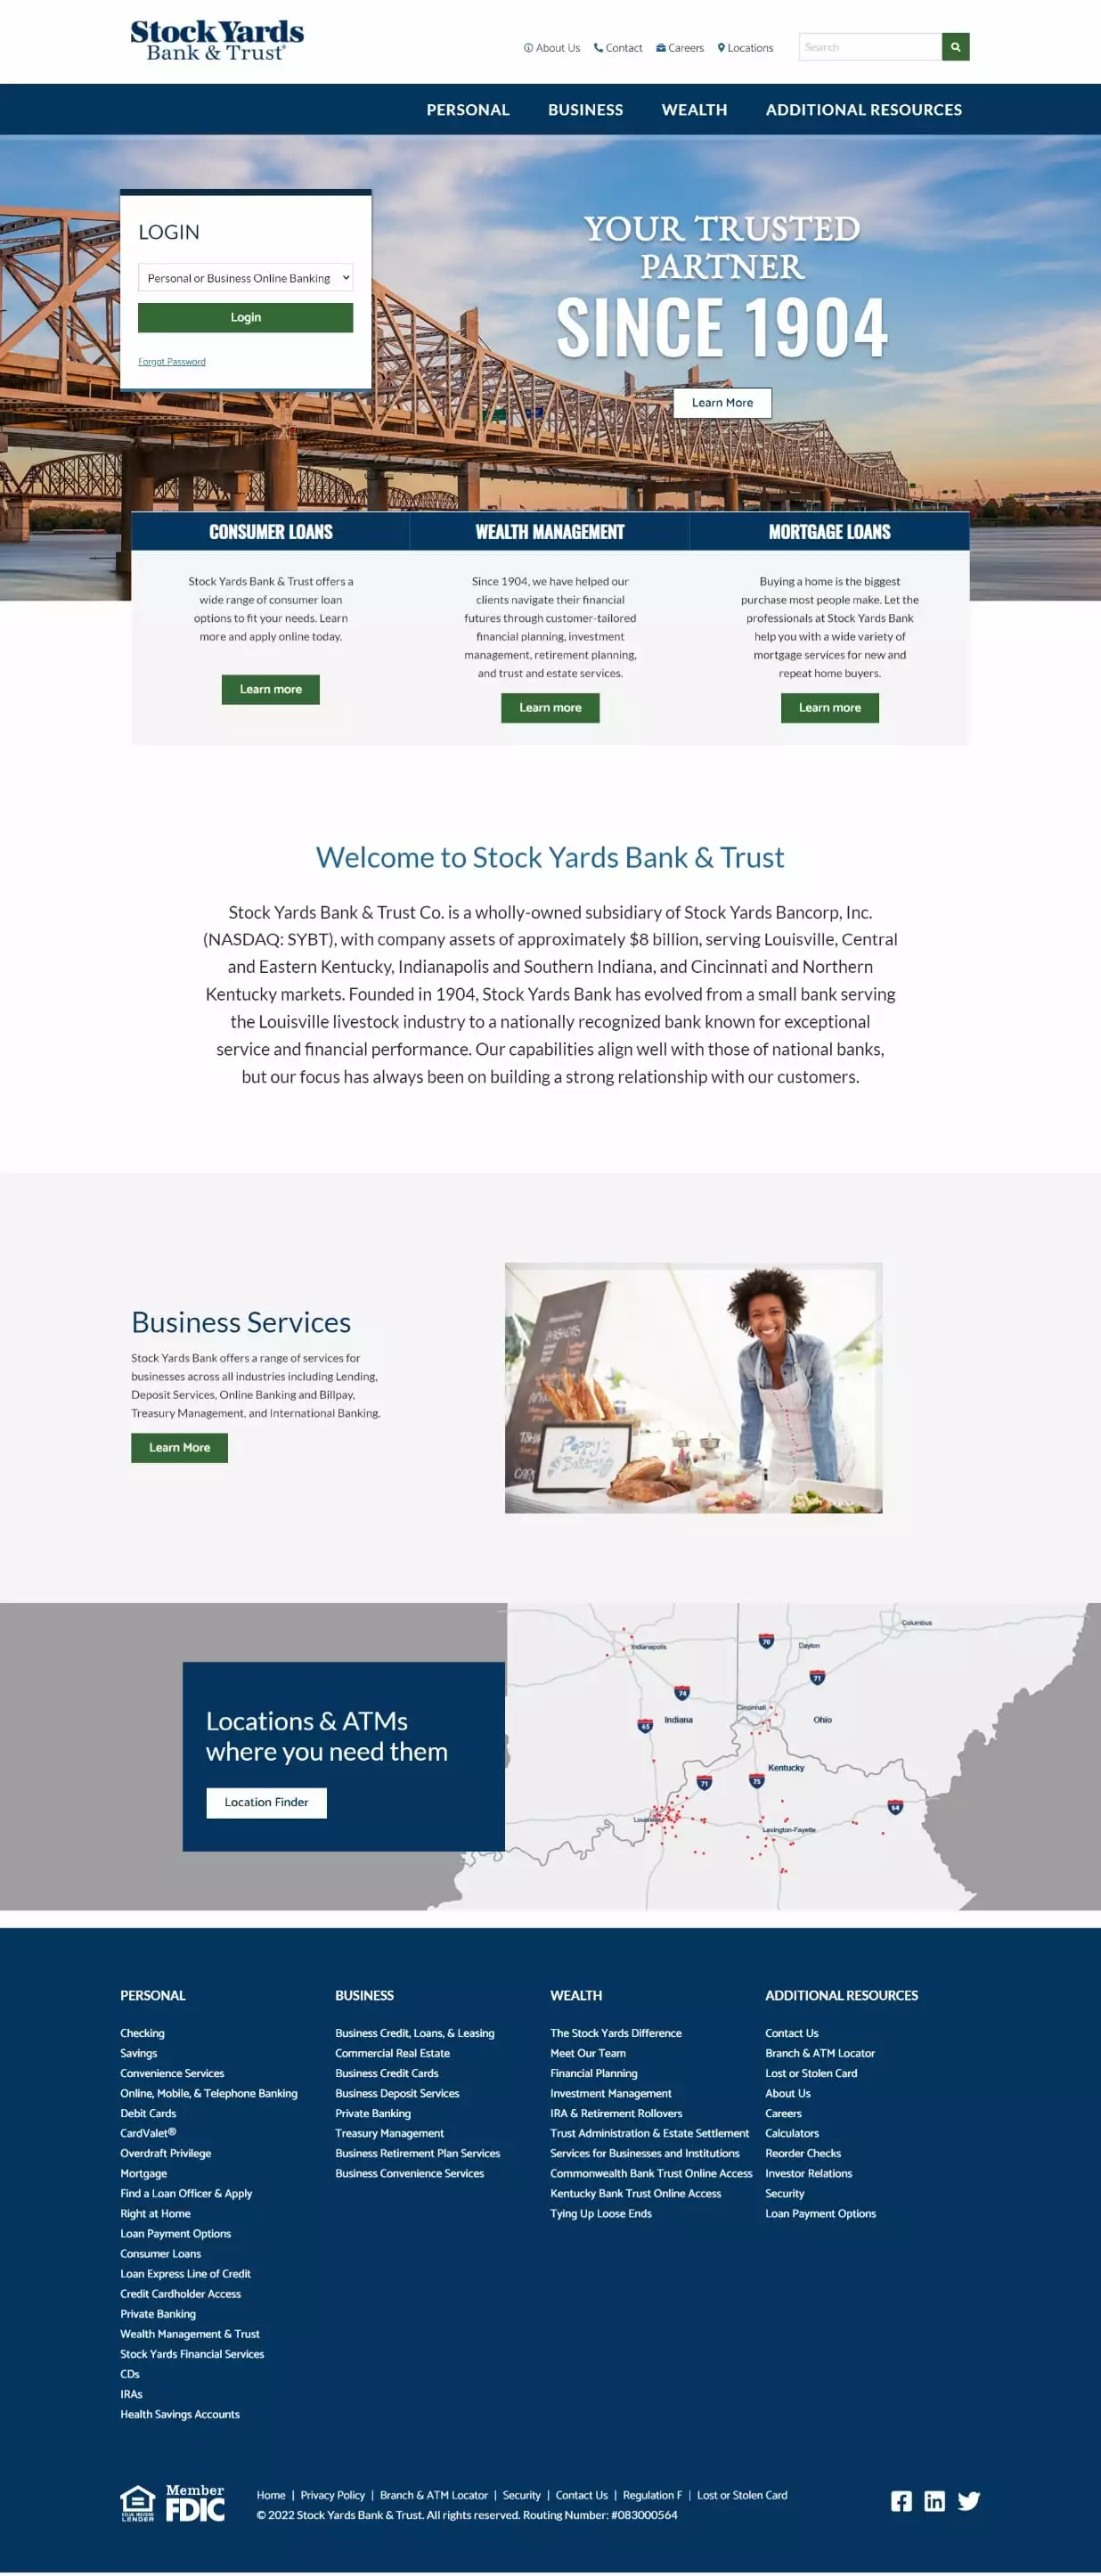 Stock Yards
Bank & Trust®
About Us
Contact
Careers
Locations
Search
PERSONAL
BUSINESS
WEALTH
ADDITIONAL RESOURCES
LOGIN
Personal or Business Online Banking
Login
Forgot Password
YOUR TRUSTED
PARTNER
SINCE 1904
Learn More
CONSUMER LOANS
Stock Yards Bank & Trust offers a
wide range of consumer loan
options to fit your needs. Learn
more and apply online today.
Learn more
WEALTH MANAGEMENT
Since 1904, we have helped our
clients navigate their financial
futures through customer-tailored
financial planning, investment
management, retirement planning,
and trust and estate services.
Learn more
MORTGAGE LOANS
Buying a home is the biggest
purchase most people make. Let the
professionals at Stock Yards Bank
help you with a wide variety of
mortgage services for new and
repeat home buyers.
Learn more
Welcome to Stock Yards Bank & Trust
Stock Yards Bank & Trust Co. is a wholly-owned subsidiary of Stock Yards Bancorp, Inc.
(NASDAQ: SYBT), with company assets of approximately $8 billion, serving Louisville, Central
and Eastern Kentucky, Indianapolis and Southern Indiana, and Cincinnati and Northern
Kentucky markets. Founded in 1904, Stock Yards Bank has evolved from a small bank serving
the Louisville livestock industry to a nationally recognized bank known for exceptional
service and financial performance. Our capabilities align well with those of national banks,
but our focus has always been on building a strong relationship with our customers.
Business Services
Stock Yards Bank offers a range of services for
businesses across all industries including Lending,
Deposit Services, Online Banking and Billpay,
Treasury Management, and International Banking.
Learn More
Poppy's
Bakery
Locations & ATMs
where you need them
Location Finder
Columbus
Indianapolis
70
Dayton
71
74
Cincinnati
65
Indiana
Ohio
Kentucky
71
75
64
Louisville
Lexington-Fayette
PERSONAL
Checking
Savings
Convenience Services
Online, Mobile, & Telephone Banking
Debit Cards
CardValet®
Overdraft Privilege
Mortgage
Find a Loan Officer & Apply
Right at Home
Loan Payment Options
Consumer Loans
Loan Express Line of Credit
Credit Cardholder Access
Private Banking
Wealth Management & Trust
Stock Yards Financial Services
CDs
IRAs
Health Savings Accounts
BUSINESS
Business Credit, Loans, & Leasing
Commercial Real Estate
Business Credit Cards
Business Deposit Services
Private Banking
Treasury Management
Business Retirement Plan Services
Business Convenience Services
WEALTH
The Stock Yards Difference
Meet Our Team
Financial Planning
Investment Management
IRA & Retirement Rollovers
Trust Administration & Estate Settlement
Services for Businesses and Institutions
Commonwealth Bank Trust Online Access
Kentucky Bank Trust Online Access
Tying Up Loose Ends
ADDITIONAL RESOURCES
Contact Us
Branch & ATM Locator
Lost or Stolen Card
About Us
Careers
Calculators
Reorder Checks
Investor Relations
Security
Loan Payment Options
EQUAL HOUSING
LENDER
Member
FDIC
Home | Privacy Policy | Branch & ATM Locator | Security | Contact Us | Regulation F | Lost or Stolen Card
© 2022 Stock Yards Bank & Trust. All rights reserved. Routing Number: #083000564